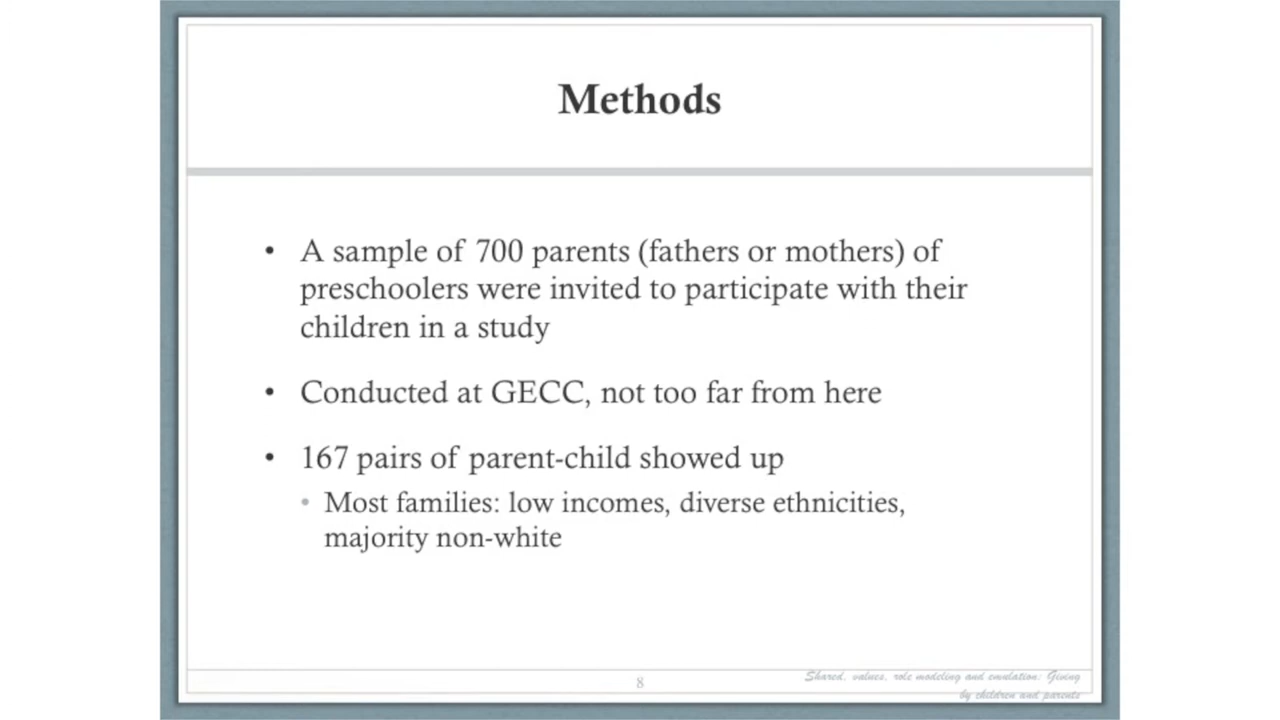 Methods
• A sample of 700 parents (fathers or mothers) of
preschoolers were invited to participate with their
children in a study
• Conducted at GECC, not too far from here
• 167 pairs of parent-child showed up
• Most families: low incomes, diverse ethnicities,
majority non-white
8
Shared, values, role modeling and emulation: Giving
by children and parents